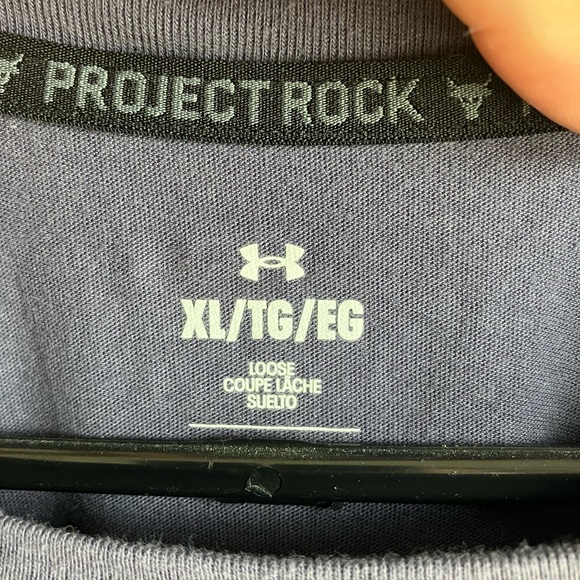 PROJECT ROCK
XL/TG/EG
LOOSE
COUPE LÂCHE
SUELTO